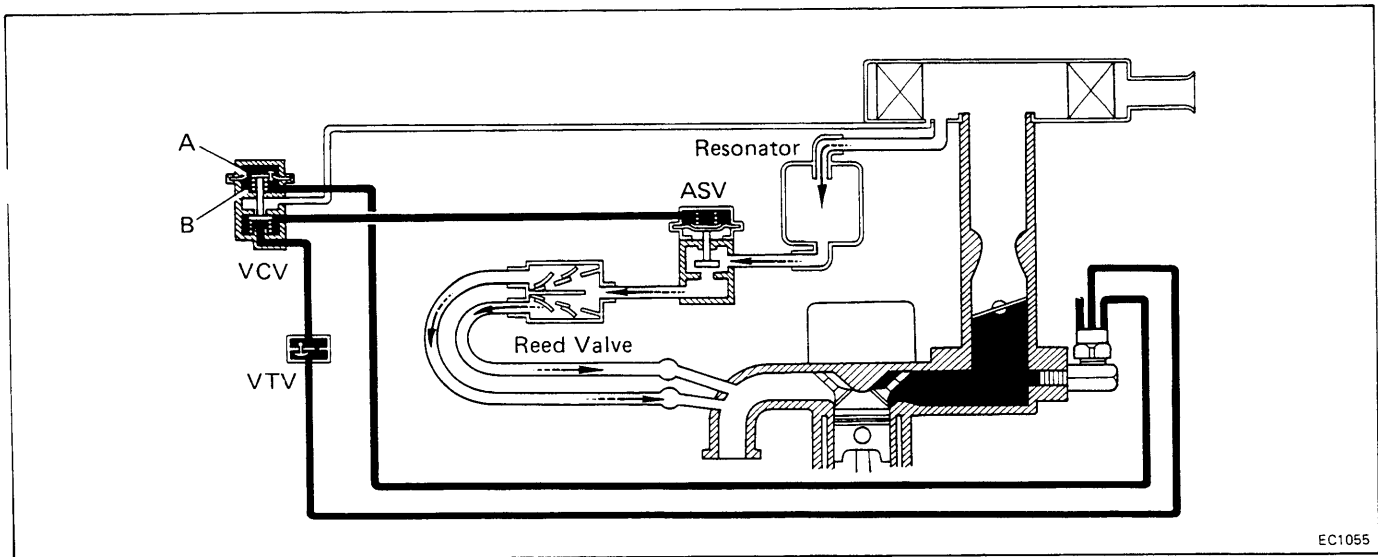 Resonator
A
ASV
B
VCV
Reed Valve
VTV
EC1055